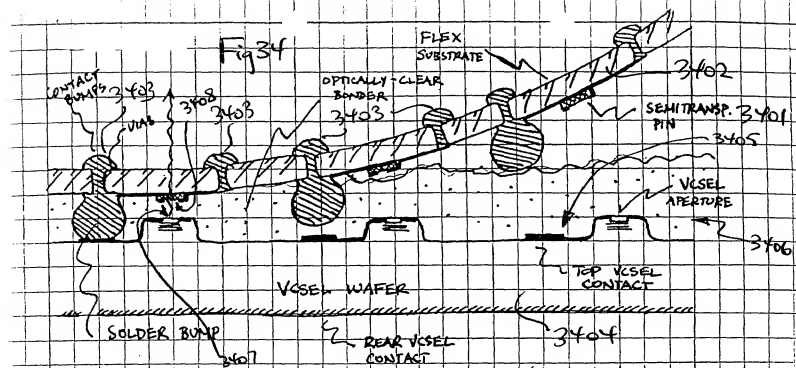 Fig 34
FLEX
SUBSTRATE
3402
CONTACT
BUMPS
3403
VIAS
3408
3403
OPTICALLY-CLEAR
BONDER
3403
SEMITRANSP.
PIN
3401
3405
VCSEL
APERTURE
3406
TOP VCSEL
CONTACT
VCSEL WAFER
SOLDER BUMP
3407
REAR VCSEL
CONTACT
3404